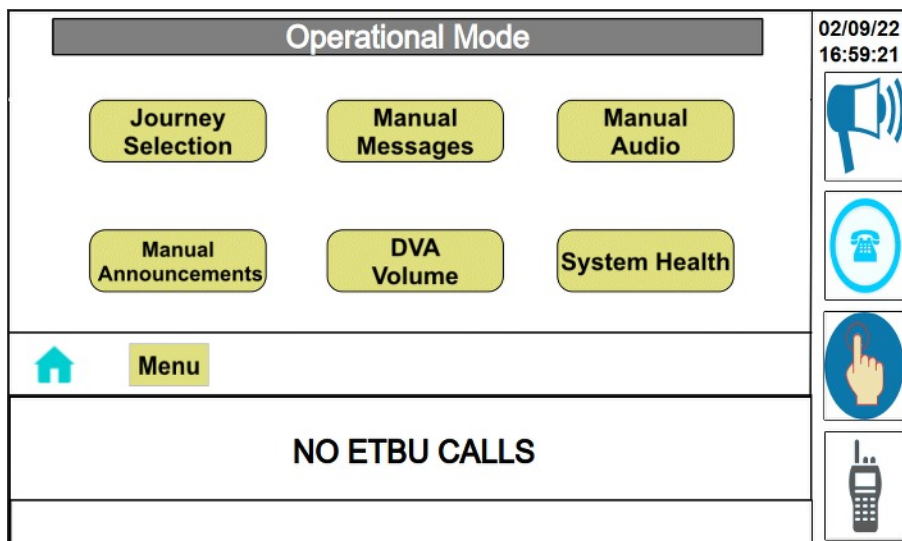 Operational Mode
02/09/22
16:59:21
Journey
Selection
Manual
Messages
Manual
Audio
Manual
Announcements
DVA
Volume
System Health
Menu
NO ETBU CALLS